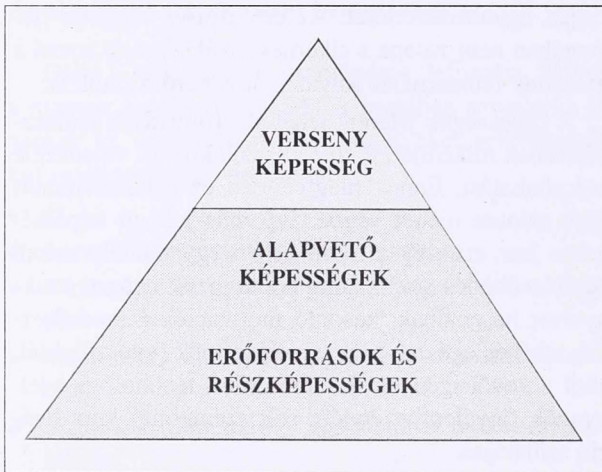 VERSENY
KÉPESSÉG
ALAPVETŐ
KÉPESSÉGEK
ERŐFORRÁSOK ÉS
RÉSZKÉPESSÉGEK